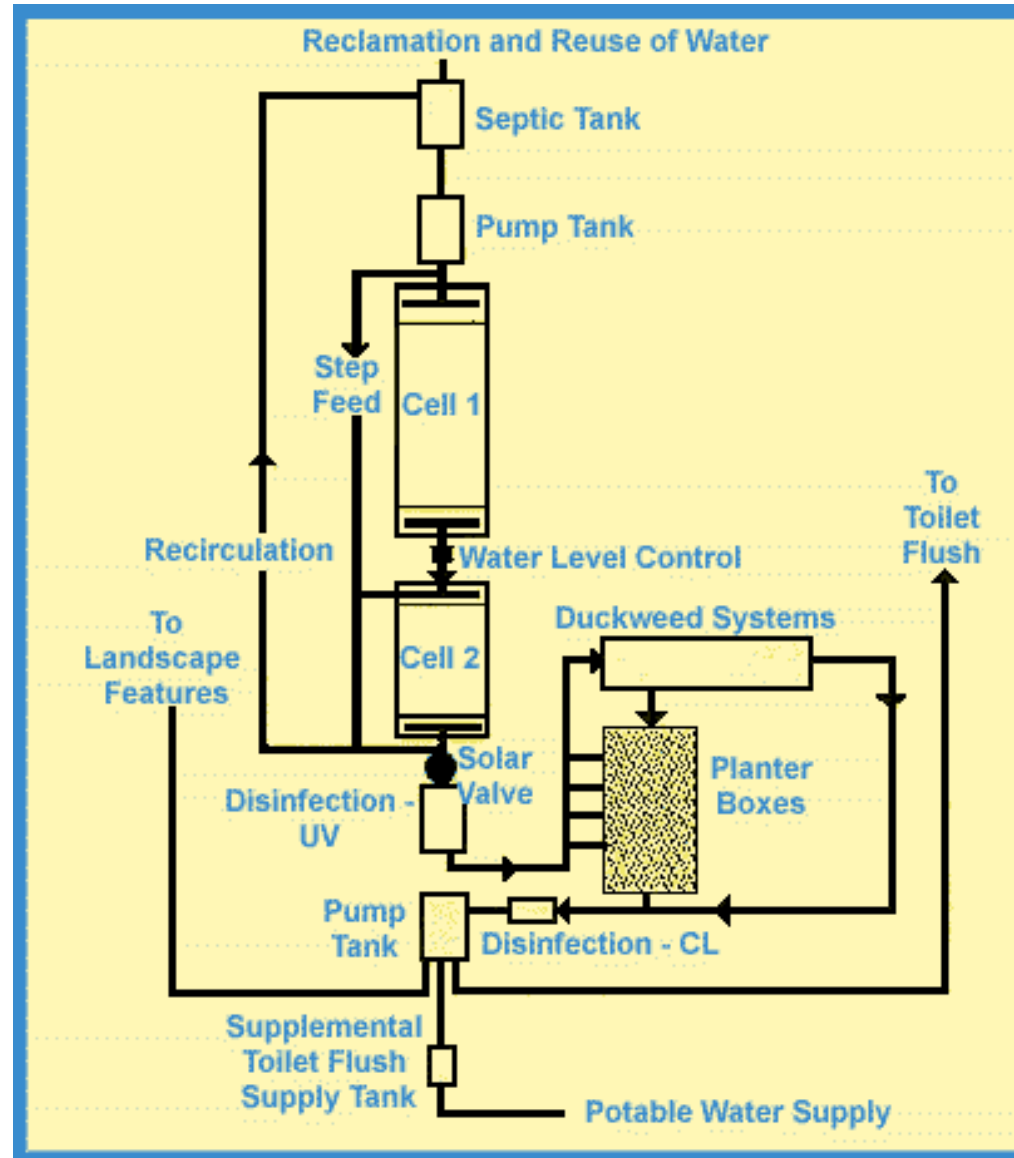 Reclamation and Reuse of Water
Septic Tank
Pump Tank
Step
Feed
Cell 1
To
Toilet
Flush
Recirculation
Water Level Control
To
Landscape
Features
Duckweed Systems
Cell 2
Solar
Valve
Planter
Boxes
Disinfection -
UV
Pump
Tank
Disinfection - CL
Supplemental
Toilet Flush
Supply Tank
Potable Water Supply